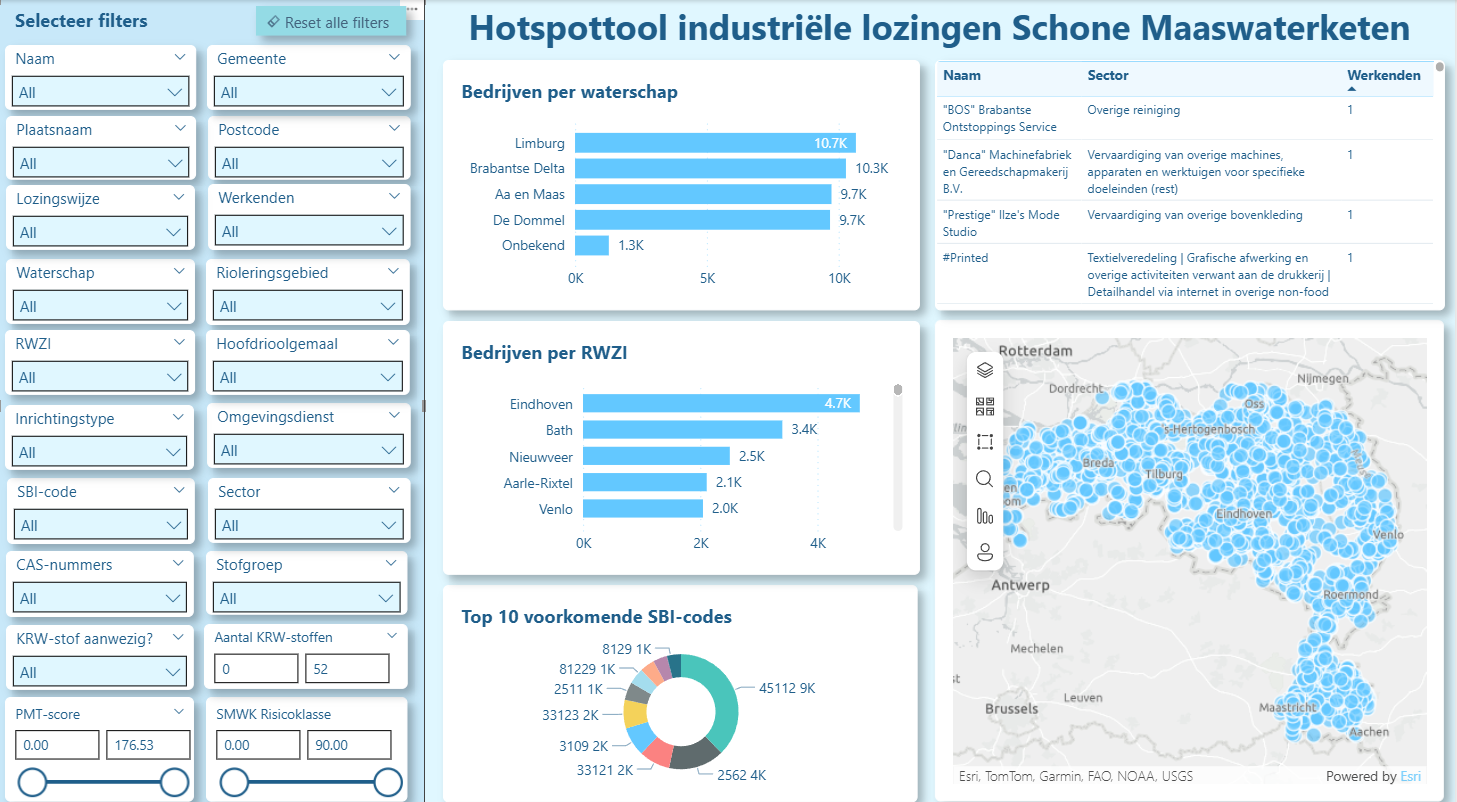 Selecteer filters
Reset alle filters
Naam
All
Gemeente
All
Plaatsnaam
All
Postcode
All
Lozingswijze
All
Werkenden
All
Waterschap
All
Rioleringsgebied
All
RWZI
All
Hoofdrioolgemaal
All
Inrichtingstype
All
Omgevingsdienst
All
SBI-code
All
Sector
All
CAS-nummers
All
Stofgroep
All
KRW-stof aanwezig?
All
Aantal KRW-stoffen
0 52
PMT-score
0.00 176.53
SMWK Risicoklasse
0.00 90.00
Hotspottool industriële lozingen Schone Maaswaterketen
Bedrijven per waterschap
Limburg 10.7K
Brabantse Delta 10.3K
Aa en Maas 9.7K
De Dommel 9.7K
Onbekend 1.3K
0K 5K 10K
Bedrijven per RWZI
Eindhoven 4.7K
Bath 3.4K
Nieuwveer 2.5K
Aarle-Rixtel 2.1K
Venlo 2.0K
0K 2K 4K
Top 10 voorkomende SBI-codes
8129 1K
81229 1K
2511 1K
33123 2K
3109 2K
33121 2K
45112 9K
2562 4K
Naam Sector Werkenden
"BOS" Brabantse Overige reiniging 1
Ontstoppings Service
"Danca" Machinefabriek Vervaardiging van overige machines, 1
en Gereedschapmakerij apparaten en werktuigen voor specifieke
B.V. doeleinden (rest)
"Prestige" Ilze's Mode Vervaardiging van overige bovenkleding 1
Studio
#Printed Textielveredeling | Grafische afwerking en 1
overige activiteiten verwant aan de drukkerij |
Detailhandel via internet in overige non-food
Rotterdam
Dordrecht
Nijmegen
Oss
's-Hertogenbosch
Breda
Tilburg
Eindhoven
Venlo
Antwerp
Roermond
Mechelen
Leuven
Brussels
Maastricht
Aachen
Esri, TomTom, Garmin, FAO, NOAA, USGS
Powered by Esri